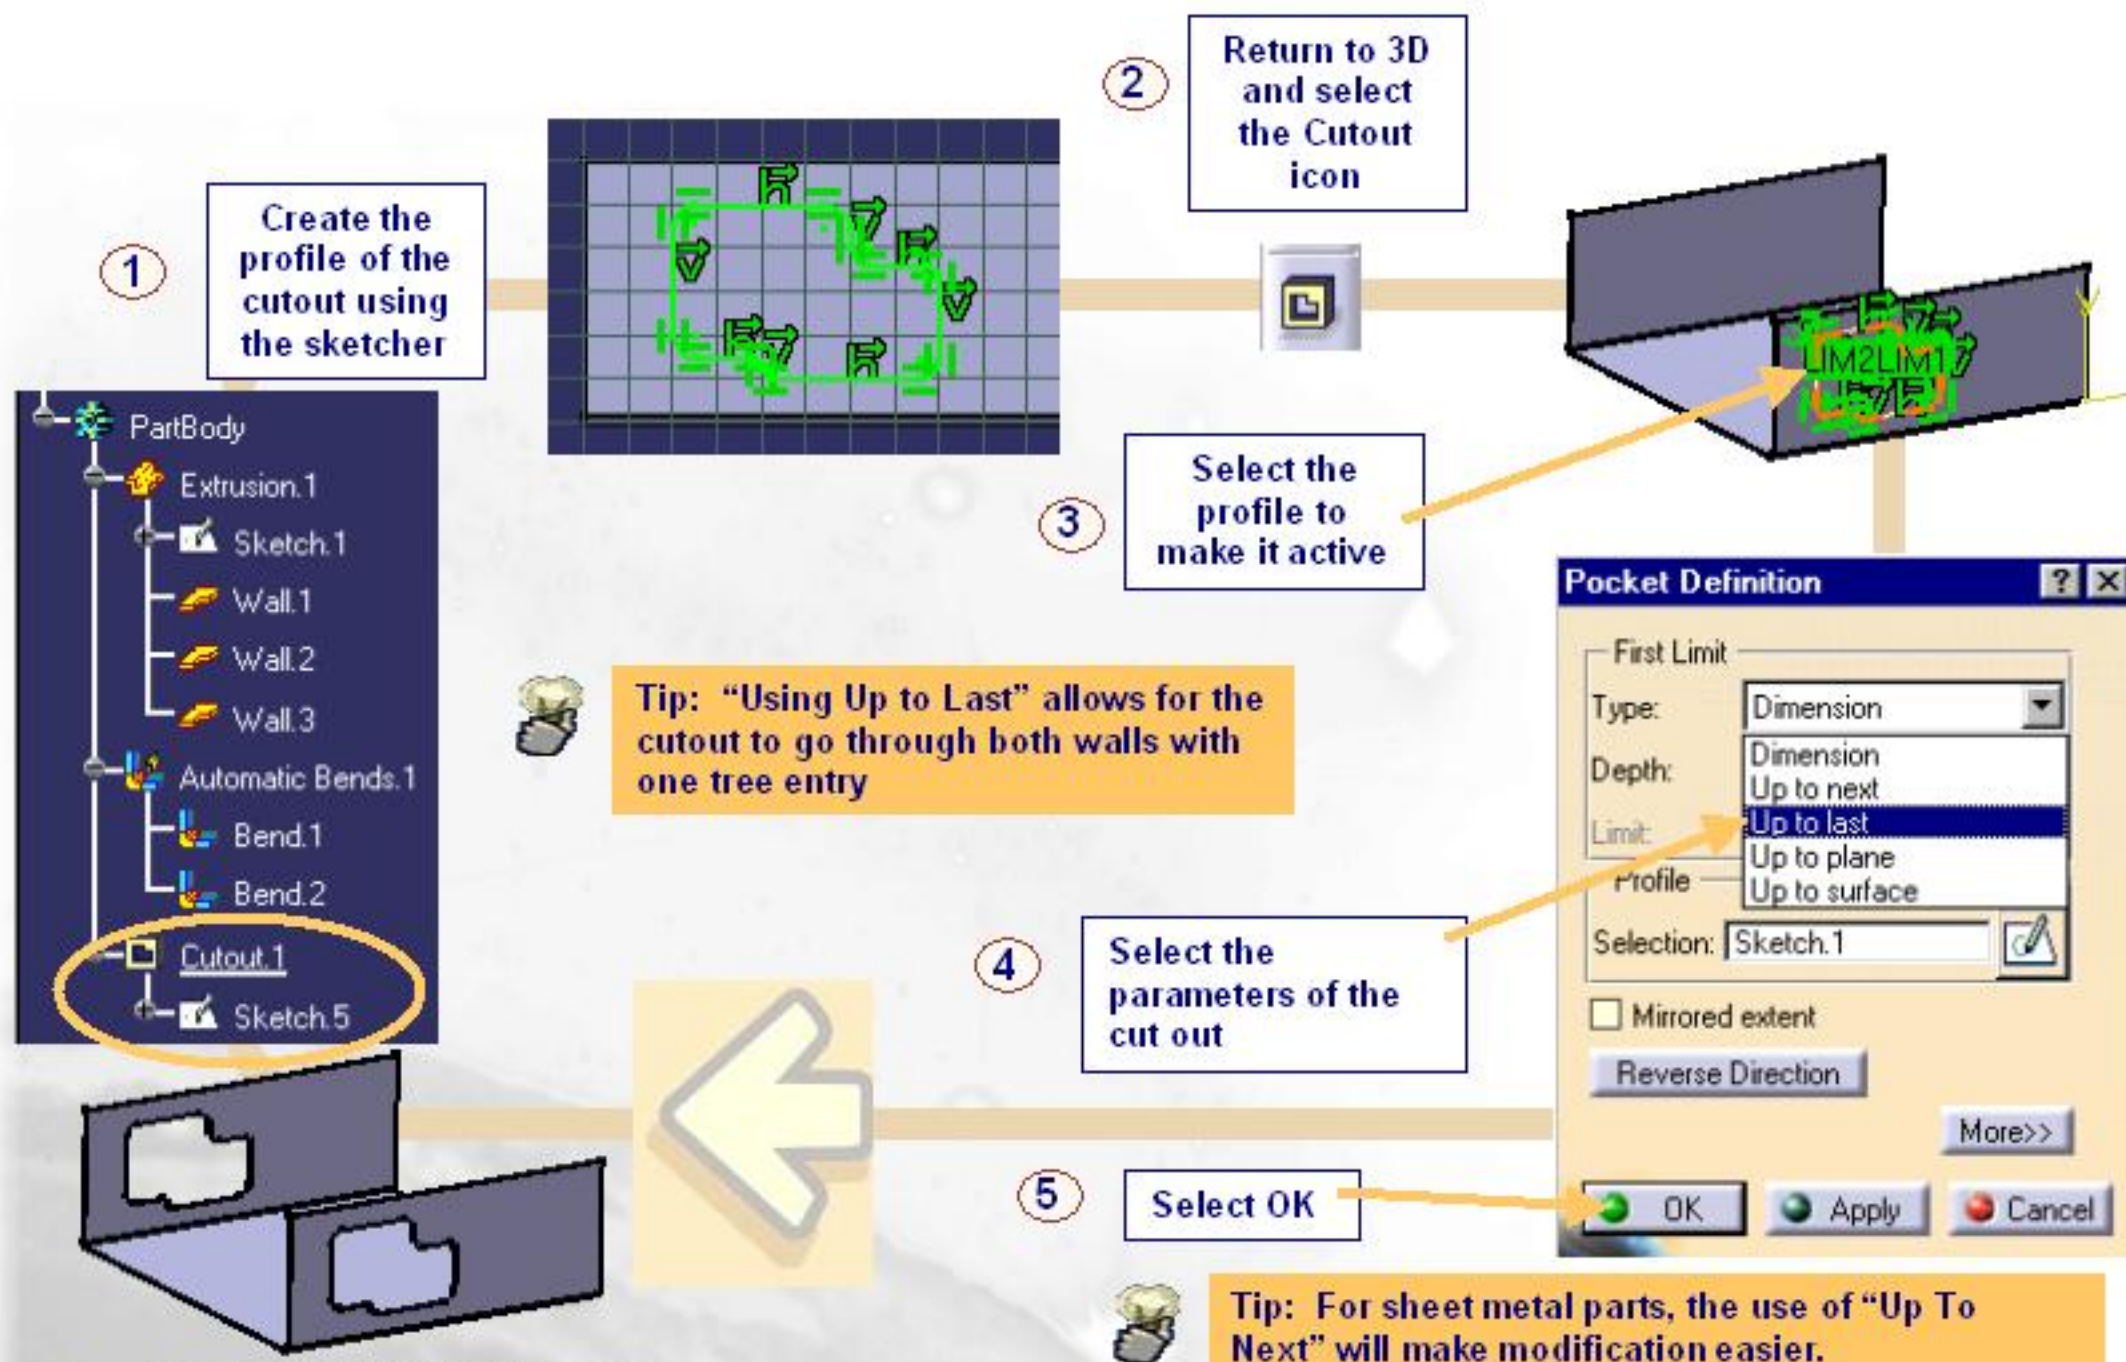 1
Create the
profile of the
cutout using
the sketcher
2
Return to 3D
and select
the Cutout
icon
LIM2LIM1
3
Select the
profile to
make it active
PartBody
Extrusion.1
Sketch.1
Wall.1
Wall.2
Wall.3
Automatic Bends.1
Bend.1
Bend.2
Cutout.1
Sketch.5
Tip: “Using Up to Last” allows for the
cutout to go through both walls with
one tree entry
Pocket Definition
First Limit
Type:
Dimension
Dimension
Depth:
Up to next
Up to last
Limit:
Up to plane
Up to surface
Profile
Selection:
Sketch.1
Mirrored extent
Reverse Direction
More>>
OK
Apply
Cancel
4
Select the
parameters of the
cut out
5
Select OK
Tip: For sheet metal parts, the use of “Up To
Next” will make modification easier.